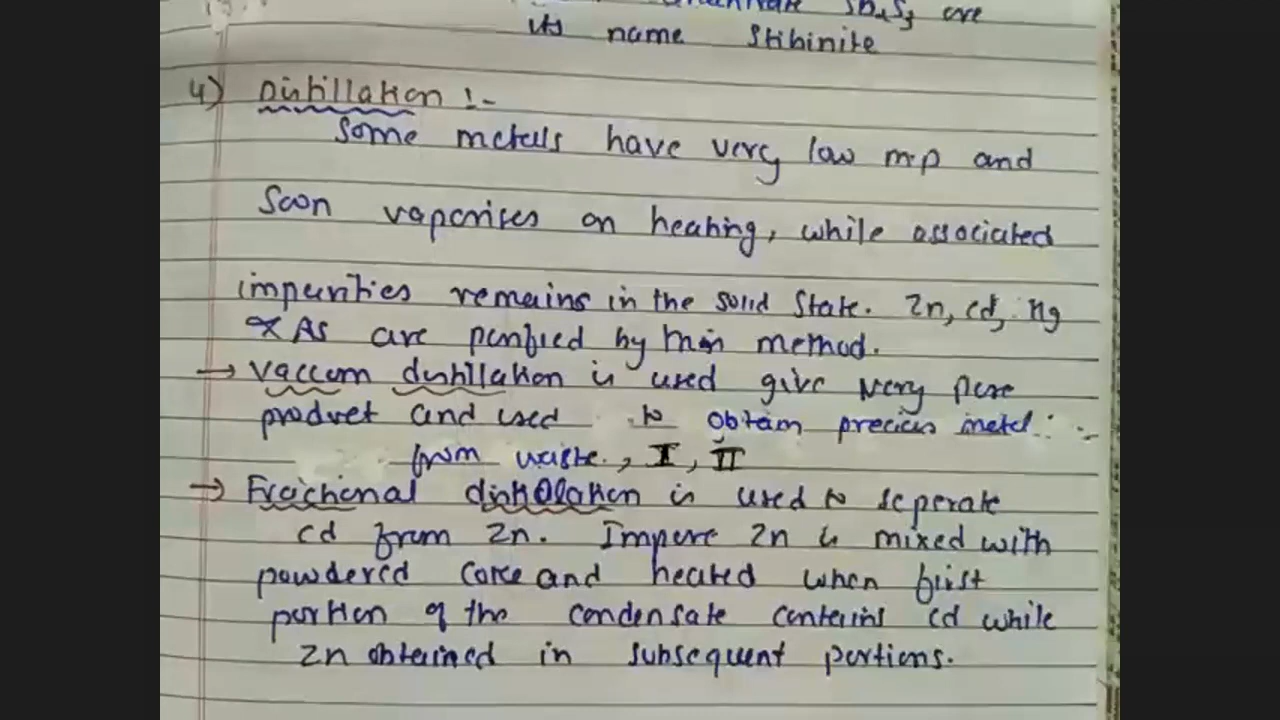 Sb₂S₃ are
its name Stibinite
4) Distillation :-
Some metals have very low m.p and
Soon vaporises on heating, while associated
impurities remains in the solid state. Zn, cd, Hg
& As are purified by this method.
→ Vaccum distillation is used give very pure
product and used to obtain precious metal
from waste., I, II
→ Fractional distillation is used to seperate
cd from Zn. Impure Zn is mixed with
powdered coke and heated when first
portion of the condensate contains cd while
Zn obtained in subsequent portions.